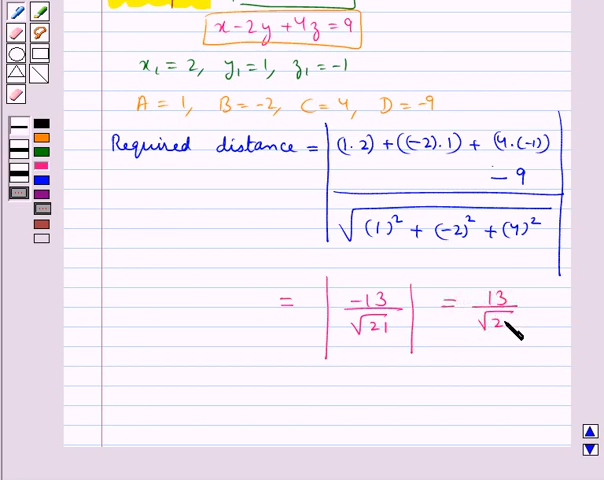 x - 2y + 4z = 9
x₁ = 2, y₁ = 1, z₁ = -1
A = 1, B = -2, C = 4, D = -9
Required distance = | (1.2) + ((-2).1) + (4.(-1))
- 9
√(1)² + (-2)² + (4)² |
= | -13 / √21 | = 13 / √2